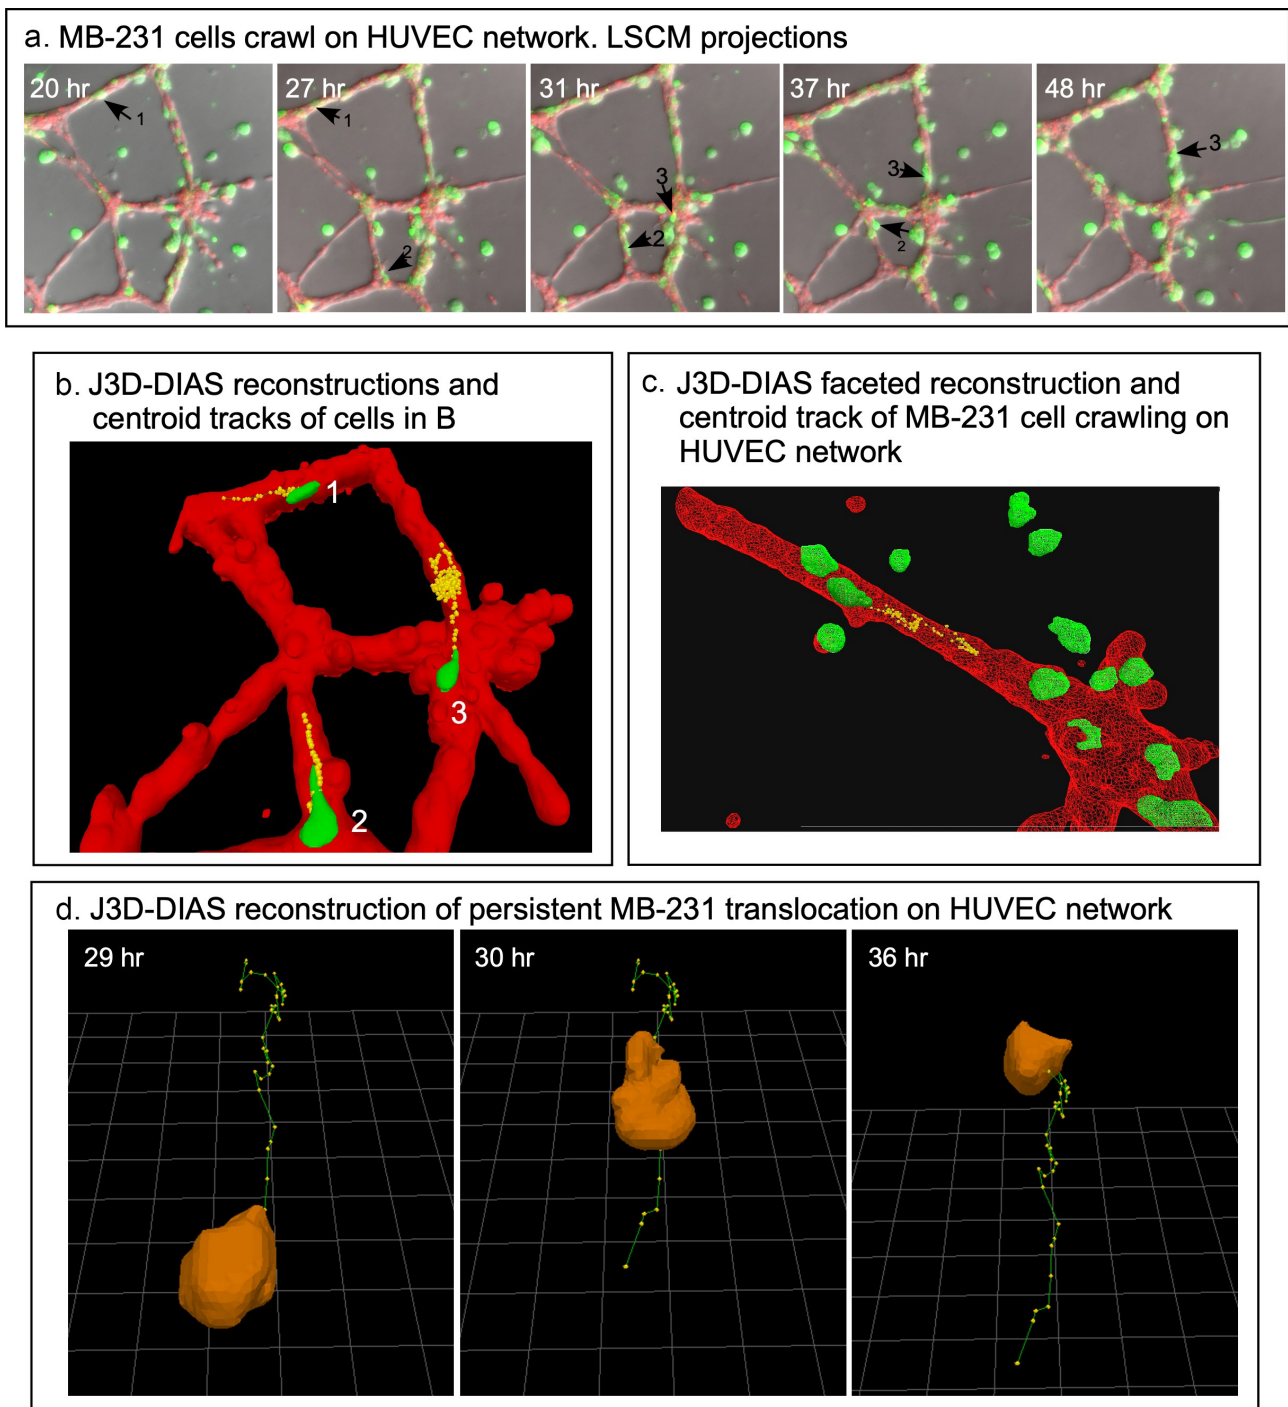 a. MB-231 cells crawl on HUVEC network. LSCM projections
20 hr
27 hr
31 hr
37 hr
48 hr
1
1
2
3
2
3
2
3
b. J3D-DIAS reconstructions and
centroid tracks of cells in B
1
3
2
c. J3D-DIAS faceted reconstruction and
centroid track of MB-231 cell crawling on
HUVEC network
d. J3D-DIAS reconstruction of persistent MB-231 translocation on HUVEC network
29 hr
30 hr
36 hr